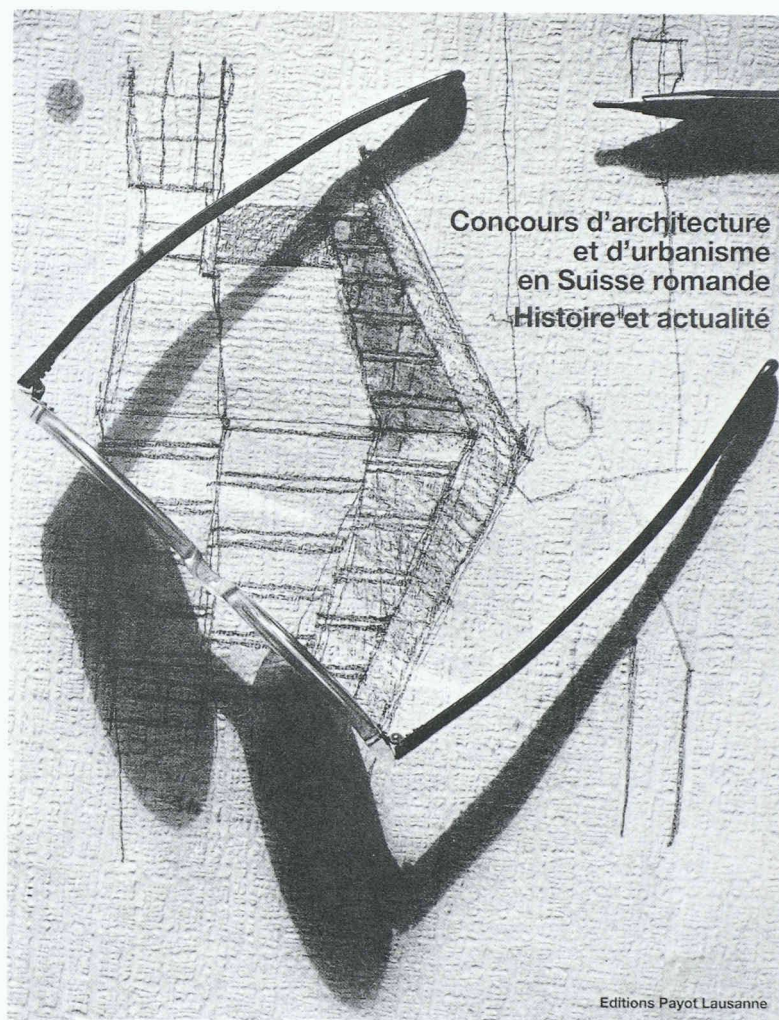 Concours d'architecture
et d'urbanisme
en Suisse romande
Histoire et actualité
Editions Payot Lausanne